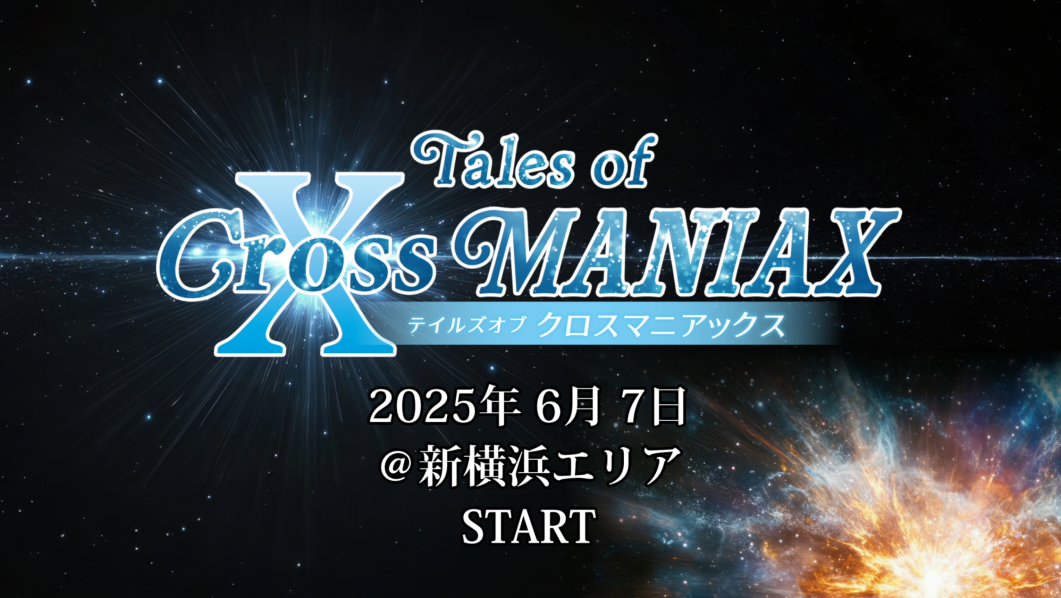 Tales of
X
Cross MANIAX
テイルズオブ クロスマニアックス
2025年 6月 7日
@新横浜エリア
START